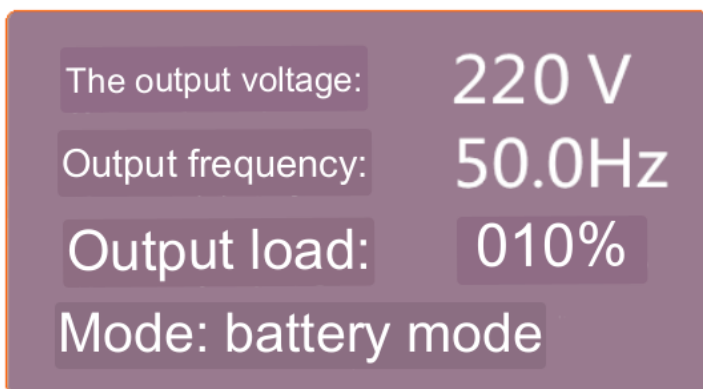 The output voltage: 220 V
Output frequency: 50.0Hz
Output load: 010%
Mode: battery mode